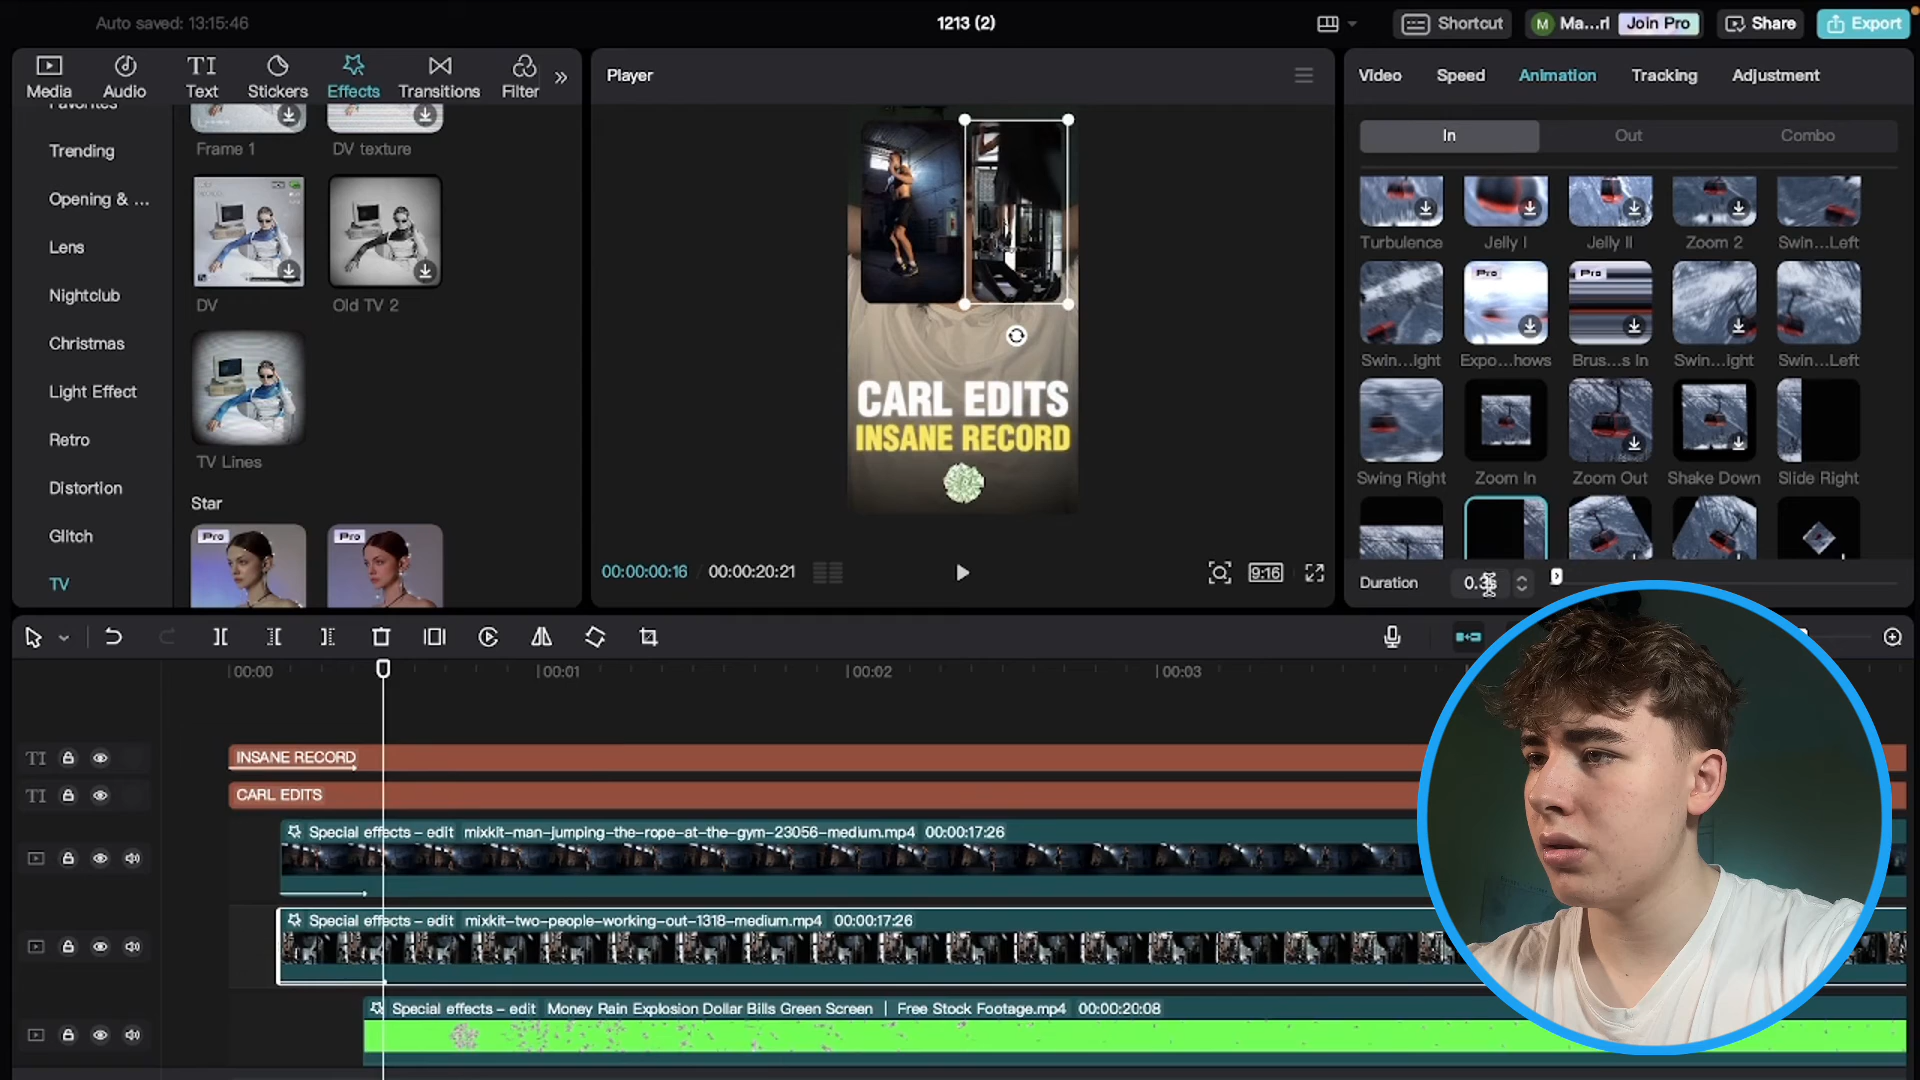 Auto saved: 13:15:46
1213 (2)
Shortcut
M
Ma...rl
Join Pro
Share
Export
Media
Audio
TI
Text
Stickers
Effects
Transitions
Filter
Favorites
Trending
Opening & ...
Lens
Nightclub
Christmas
Light Effect
Retro
Distortion
Glitch
TV
Frame 1
DV texture
DV
Old TV 2
TV Lines
Star
Pro
Pro
Player
CARL EDITS
INSANE RECORD
00:00:00:16
00:00:20:21
9:16
Video
Speed
Animation
Tracking
Adjustment
In
Out
Combo
Turbulence
Jelly I
Jelly II
Zoom 2
Swin...Left
Pro
Pro
Swin...ight
Expo...hows
Brus...s In
Swin...ight
Swin...Left
Swing Right
Zoom In
Zoom Out
Shake Down
Slide Right
Duration
00:00
00:01
00:02
00:03
TI
INSANE RECORD
TI
CARL EDITS
Special effects – edit mixkit-man-jumping-the-rope-at-the-gym-23056-medium.mp4 00:00:17:26
Special effects – edit mixkit-two-people-working-out-1318-medium.mp4 00:00:17:26
Special effects – edit Money Rain Explosion Dollar Bills Green Screen | Free Stock Footage.mp4 00:00:20:08